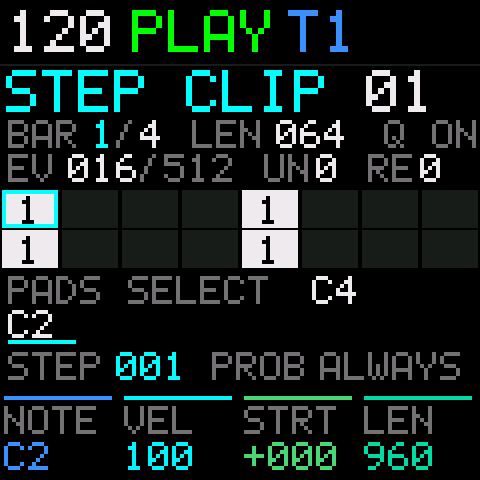 120 PLAY T1
STEP CLIP 01
BAR 1/4 LEN 064 Q ON
EV 016/512 UN0 RE0
1 1
1 1
PADS SELECT C4
C2
STEP 001 PROB ALWAYS
NOTE VEL STRT LEN
C2 100 +000 960